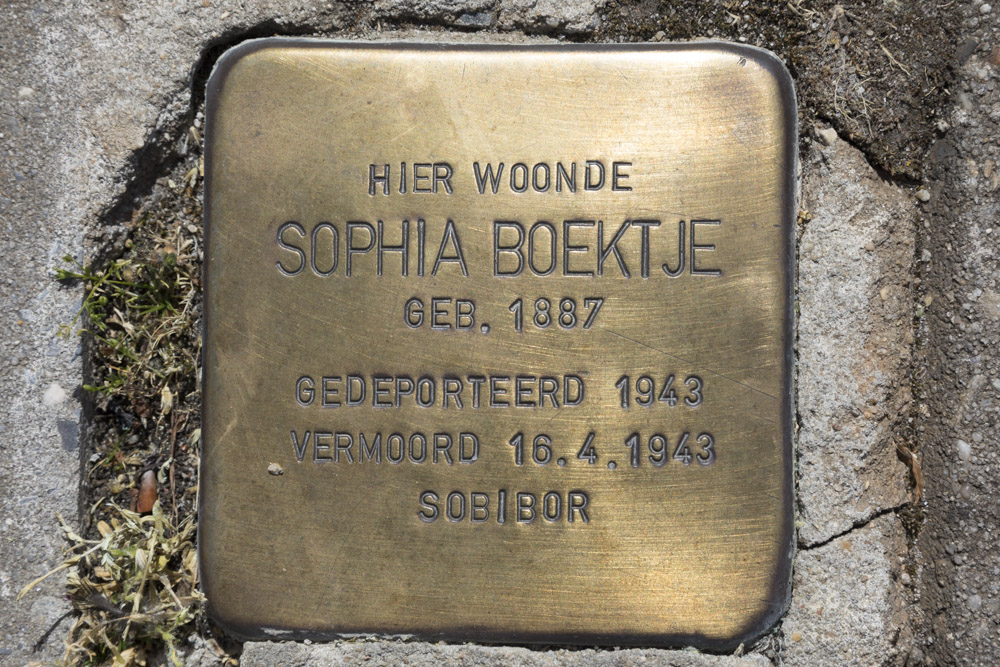 HIER WOONDE
SOPHIA BOEKTJE
GEB. 1887
GEDEPORTEERD 1943
VERMOORD 16.4.1943
SOBIBOR